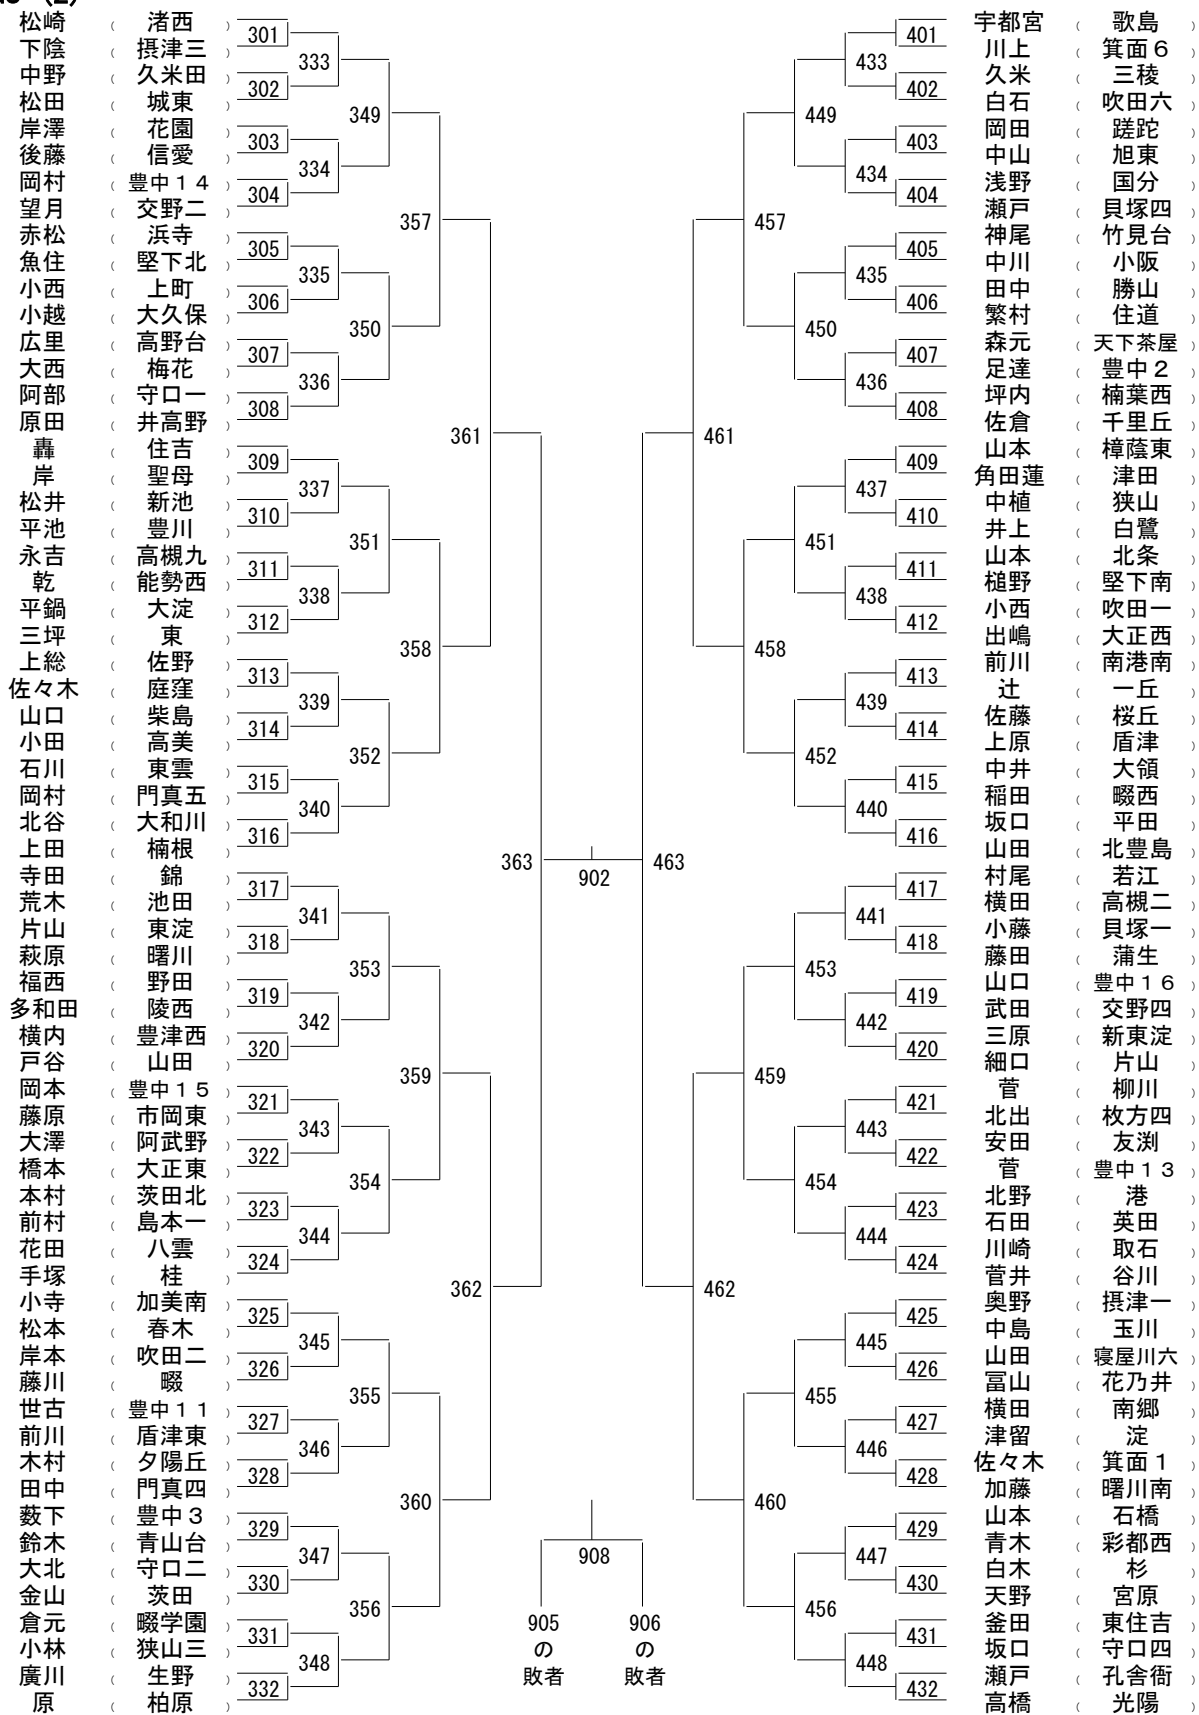 松崎 （ 渚西 ）
下陰 （ 摂津三 ）
301
中野 （ 久米田 ）
松田 （ 城東 ）
302
岸澤 （ 花園 ）
後藤 （ 信愛 ）
303
岡村 （ 豊中１４ ）
望月 （ 交野二 ）
304
赤松 （ 浜寺 ）
魚住 （ 堅下北 ）
305
小西 （ 上町 ）
小越 （ 大久保 ）
306
広里 （ 高野台 ）
大西 （ 梅花 ）
307
阿部 （ 守口一 ）
原田 （ 井高野 ）
308
轟 （ 住吉 ）
岸 （ 聖母 ）
309
松井 （ 新池 ）
平池 （ 豊川 ）
310
永吉 （ 高槻九 ）
乾 （ 能勢西 ）
311
平鍋 （ 大淀 ）
三坪 （ 東 ）
312
上総 （ 佐野 ）
佐々木 （ 庭窪 ）
313
山口 （ 柴島 ）
小田 （ 高美 ）
314
石川 （ 東雲 ）
岡村 （ 門真五 ）
315
北谷 （ 大和川 ）
上田 （ 楠根 ）
316
寺田 （ 錦 ）
荒木 （ 池田 ）
317
片山 （ 東淀 ）
萩原 （ 曙川 ）
318
福西 （ 野田 ）
多和田 （ 陵西 ）
319
横内 （ 豊津西 ）
戸谷 （ 山田 ）
320
岡本 （ 豊中１５ ）
藤原 （ 市岡東 ）
321
大澤 （ 阿武野 ）
橋本 （ 大正東 ）
322
本村 （ 茨田北 ）
前村 （ 島本一 ）
323
花田 （ 八雲 ）
手塚 （ 桂 ）
324
小寺 （ 加美南 ）
松本 （ 春木 ）
325
岸本 （ 吹田二 ）
藤川 （ 畷 ）
326
世古 （ 豊中１１ ）
前川 （ 盾津東 ）
327
木村 （ 夕陽丘 ）
田中 （ 門真四 ）
328
薮下 （ 豊中３ ）
鈴木 （ 青山台 ）
329
大北 （ 守口二 ）
金山 （ 茨田 ）
330
倉元 （ 畷学園 ）
小林 （ 狭山三 ）
331
廣川 （ 生野 ）
原 （ 柏原 ）
332
333
334
335
336
337
338
339
340
341
342
343
344
345
346
347
348
349
350
351
352
353
354
355
356
357
358
359
360
361
362
363
902
463
461
462
457
458
459
460
449
450
451
452
453
454
455
456
433
434
435
436
437
438
439
440
441
442
443
444
445
446
447
448
401
宇都宮 （ 歌島 ）
川上 （ 箕面６ ）
402
久米 （ 三稜 ）
白石 （ 吹田六 ）
403
岡田 （ 蹉跎 ）
中山 （ 旭東 ）
404
浅野 （ 国分 ）
瀬戸 （ 貝塚四 ）
405
神尾 （ 竹見台 ）
中川 （ 小阪 ）
406
田中 （ 勝山 ）
繁村 （ 住道 ）
407
森元 （ 天下茶屋 ）
足達 （ 豊中２ ）
408
坪内 （ 楠葉西 ）
佐倉 （ 千里丘 ）
409
山本 （ 樟蔭東 ）
角田蓮 （ 津田 ）
410
中植 （ 狭山 ）
井上 （ 白鷺 ）
411
山本 （ 北条 ）
槌野 （ 堅下南 ）
412
小西 （ 吹田一 ）
出嶋 （ 大正西 ）
413
前川 （ 南港南 ）
辻 （ 一丘 ）
414
佐藤 （ 桜丘 ）
上原 （ 盾津 ）
415
中井 （ 大領 ）
稲田 （ 畷西 ）
416
坂口 （ 平田 ）
山田 （ 北豊島 ）
417
村尾 （ 若江 ）
横田 （ 高槻二 ）
418
小藤 （ 貝塚一 ）
藤田 （ 蒲生 ）
419
山口 （ 豊中１６ ）
武田 （ 交野四 ）
420
三原 （ 新東淀 ）
細口 （ 片山 ）
421
菅 （ 柳川 ）
北出 （ 枚方四 ）
422
安田 （ 友渕 ）
菅 （ 豊中１３ ）
423
北野 （ 港 ）
石田 （ 英田 ）
424
川崎 （ 取石 ）
菅井 （ 谷川 ）
425
奥野 （ 摂津一 ）
中島 （ 玉川 ）
426
山田 （ 寝屋川六 ）
冨山 （ 花乃井 ）
427
横田 （ 南郷 ）
津留 （ 淀 ）
428
佐々木 （ 箕面１ ）
加藤 （ 曙川南 ）
429
山本 （ 石橋 ）
青木 （ 彩都西 ）
430
白木 （ 杉 ）
天野 （ 宮原 ）
431
釜田 （ 東住吉 ）
坂口 （ 守口四 ）
432
瀬戸 （ 孔舎衙 ）
高橋 （ 光陽 ）
908
905
の
敗者
906
の
敗者